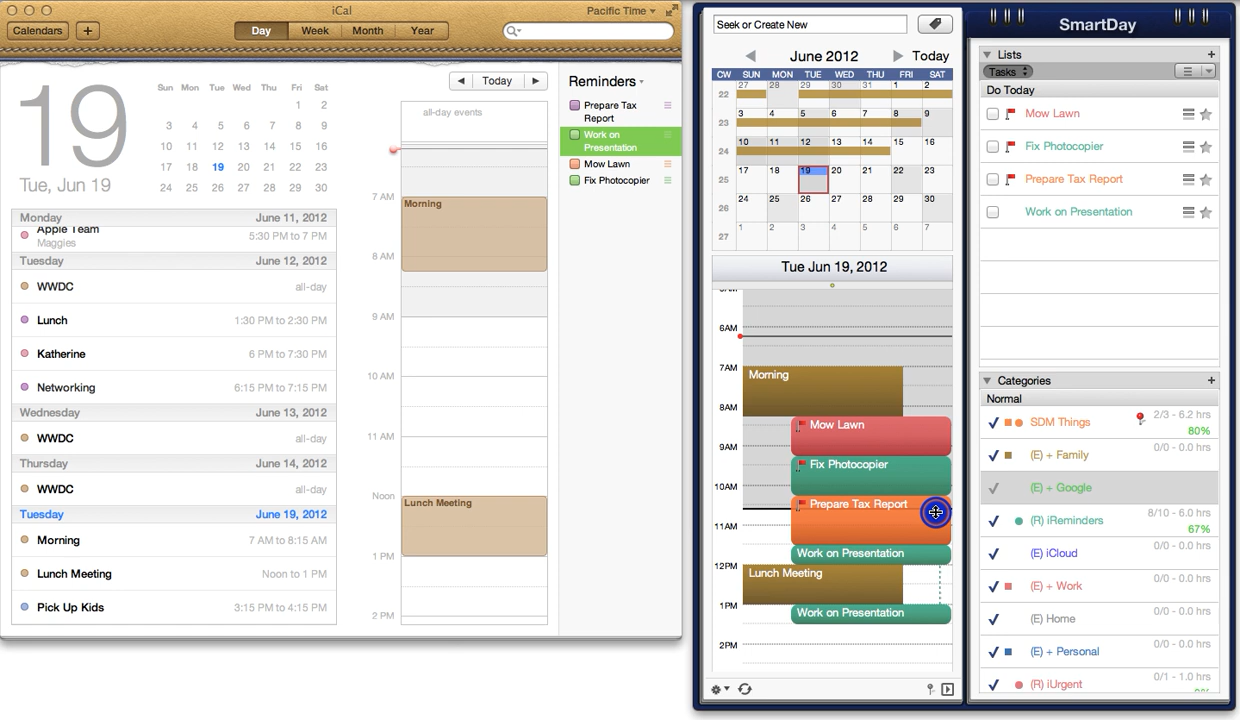 iCal
Pacific Time
Calendars
+
Day
Week
Month
Year
19
Tue, Jun 19
Sun Mon Tue Wed Thu Fri Sat
1 2
3 4 5 6 7 8 9
10 11 12 13 14 15 16
17 18 19 20 21 22 23
24 25 26 27 28 29 30
Monday June 11, 2012
Apple Team
Maggies
5:30 PM to 7 PM
Tuesday June 12, 2012
WWDC all-day
Lunch 1:30 PM to 2:30 PM
Katherine 6 PM to 7:30 PM
Networking 6:15 PM to 7:15 PM
Wednesday June 13, 2012
WWDC all-day
Thursday June 14, 2012
WWDC all-day
Tuesday June 19, 2012
Morning 7 AM to 8:15 AM
Lunch Meeting Noon to 1 PM
Pick Up Kids 3:15 PM to 4:15 PM
Today
all-day events
7 AM
Morning
8 AM
9 AM
10 AM
11 AM
Noon
Lunch Meeting
1 PM
2 PM
Reminders
Prepare Tax
Report
Work on
Presentation
Mow Lawn
Fix Photocopier
Seek or Create New
June 2012
Today
CW SUN MON TUE WED THU FRI SAT
22 27 28 29 30 31 1 2
23 3 4 5 6 7 8 9
24 10 11 12 13 14 15 16
25 17 18 19 20 21 22 23
26 24 25 26 27 28 29 30
27 1 2 3 4 5 6 7
Tue Jun 19, 2012
5AM
6AM
7AM
Morning
8AM
Mow Lawn
9AM
Fix Photocopier
10AM
Prepare Tax Report
11AM
Work on Presentation
12PM
Lunch Meeting
1PM
Work on Presentation
2PM
SmartDay
Lists +
Tasks
Do Today
Mow Lawn
Fix Photocopier
Prepare Tax Report
Work on Presentation
Categories +
Normal
SDM Things 2/3 - 6.2 hrs
80%
(E) + Family 0/0 - 0.0 hrs
(E) + Google
(R) iReminders 8/10 - 6.0 hrs
67%
(E) iCloud 0/0 - 0.0 hrs
(E) + Work 0/0 - 0.0 hrs
(E) Home 0/0 - 0.0 hrs
(E) + Personal 0/0 - 0.0 hrs
(R) iUrgent 0/1 - 1.0 hrs
0%